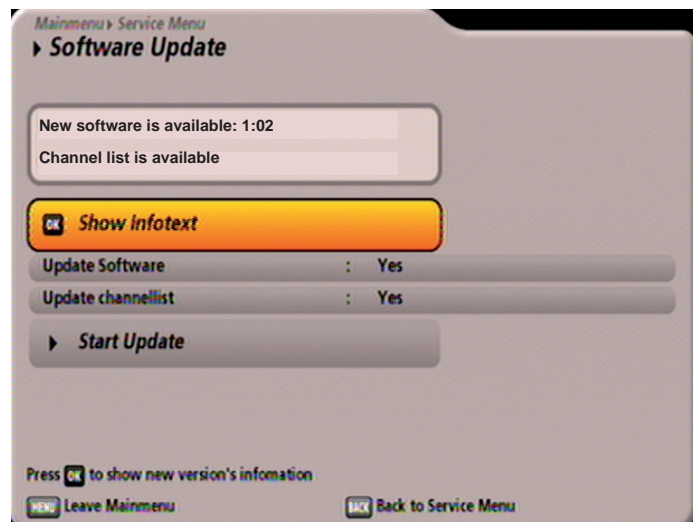 Mainmenu▸ Service Menu
▸ Software Update
New software is available: 1:02
Channel list is available
OK Show Infotext
Update Software : Yes
Update channellist : Yes
▸ Start Update
Press OK to show new version's infomation
MENU Leave Mainmenu BACK Back to Service Menu